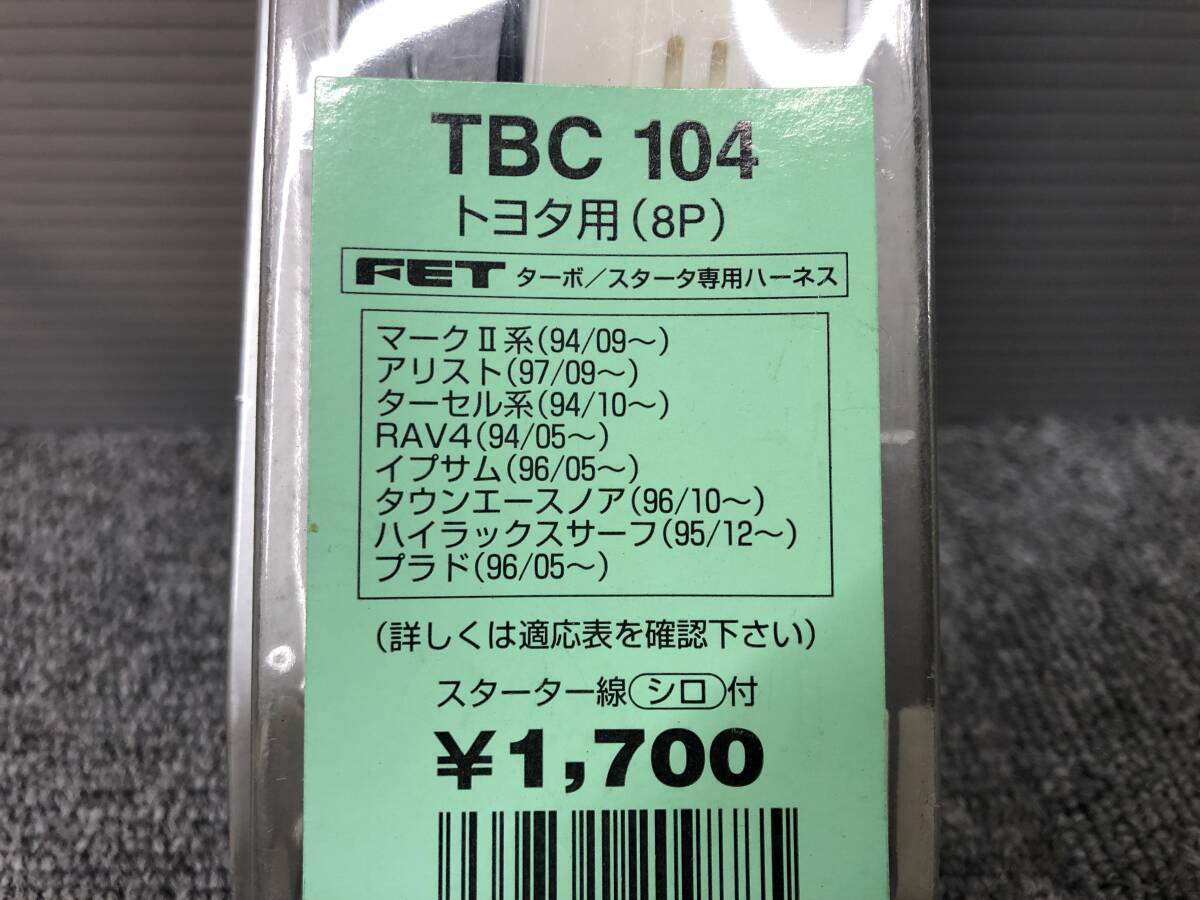 TBC 104
トヨタ用(8P)
FET ターボ/スタータ専用ハーネス
マークⅡ系(94/09〜)
アリスト(97/09〜)
ターセル系(94/10〜)
RAV4(94/05〜)
イプサム(96/05〜)
タウンエースノア(96/10〜)
ハイラックスサーフ(95/12〜)
プラド(96/05〜)
(詳しくは適応表を確認下さい)
スターター線シロ付
¥1,700